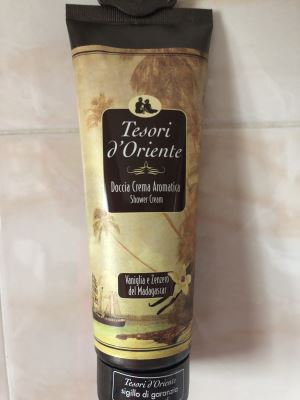 Tesori
d'Oriente
Doccia Crema Aromatica
Shower Cream
Vaniglia e Zenzero
del Madagascar
Tesori d'Oriente
sigillo di garanzia